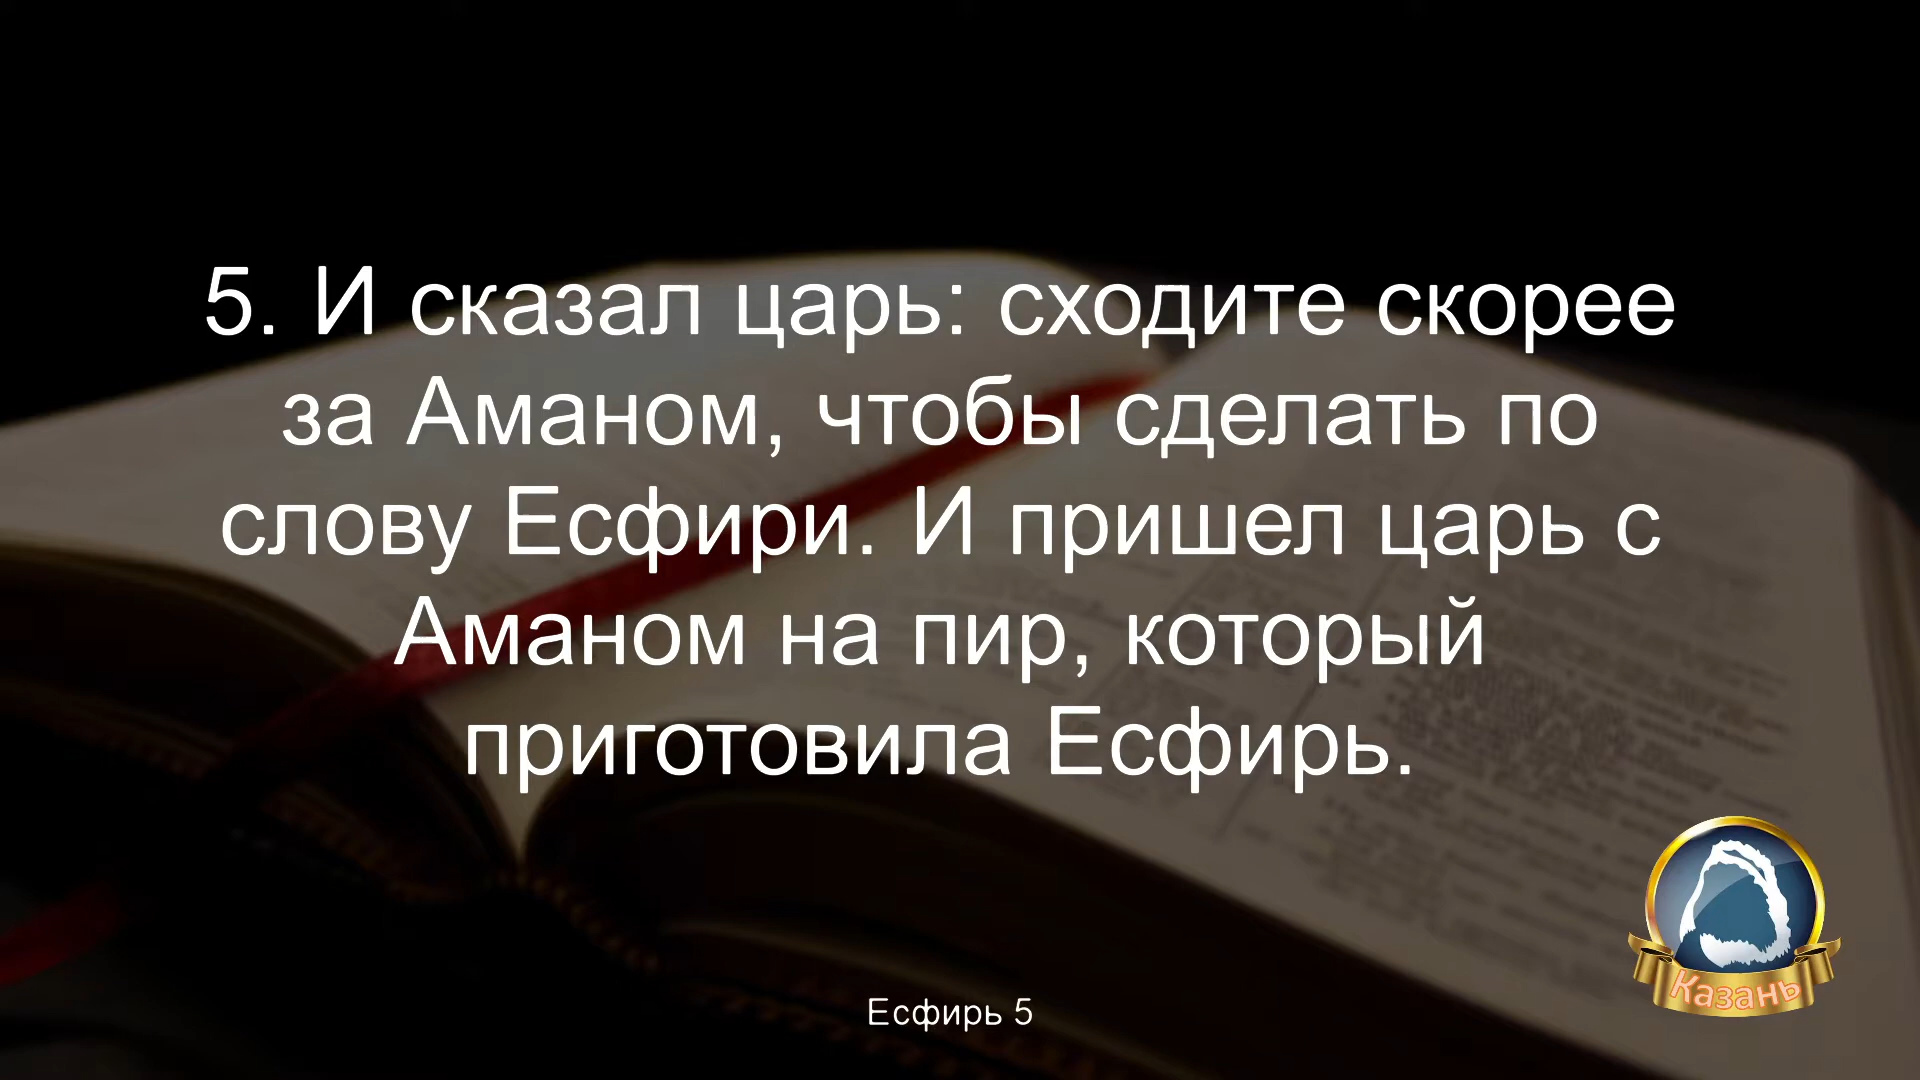 5. И сказал царь: сходите скорее
за Аманом, чтобы сделать по
слову Есфири. И пришел царь с
Аманом на пир, который
приготовила Есфирь.
Казань
Есфирь 5